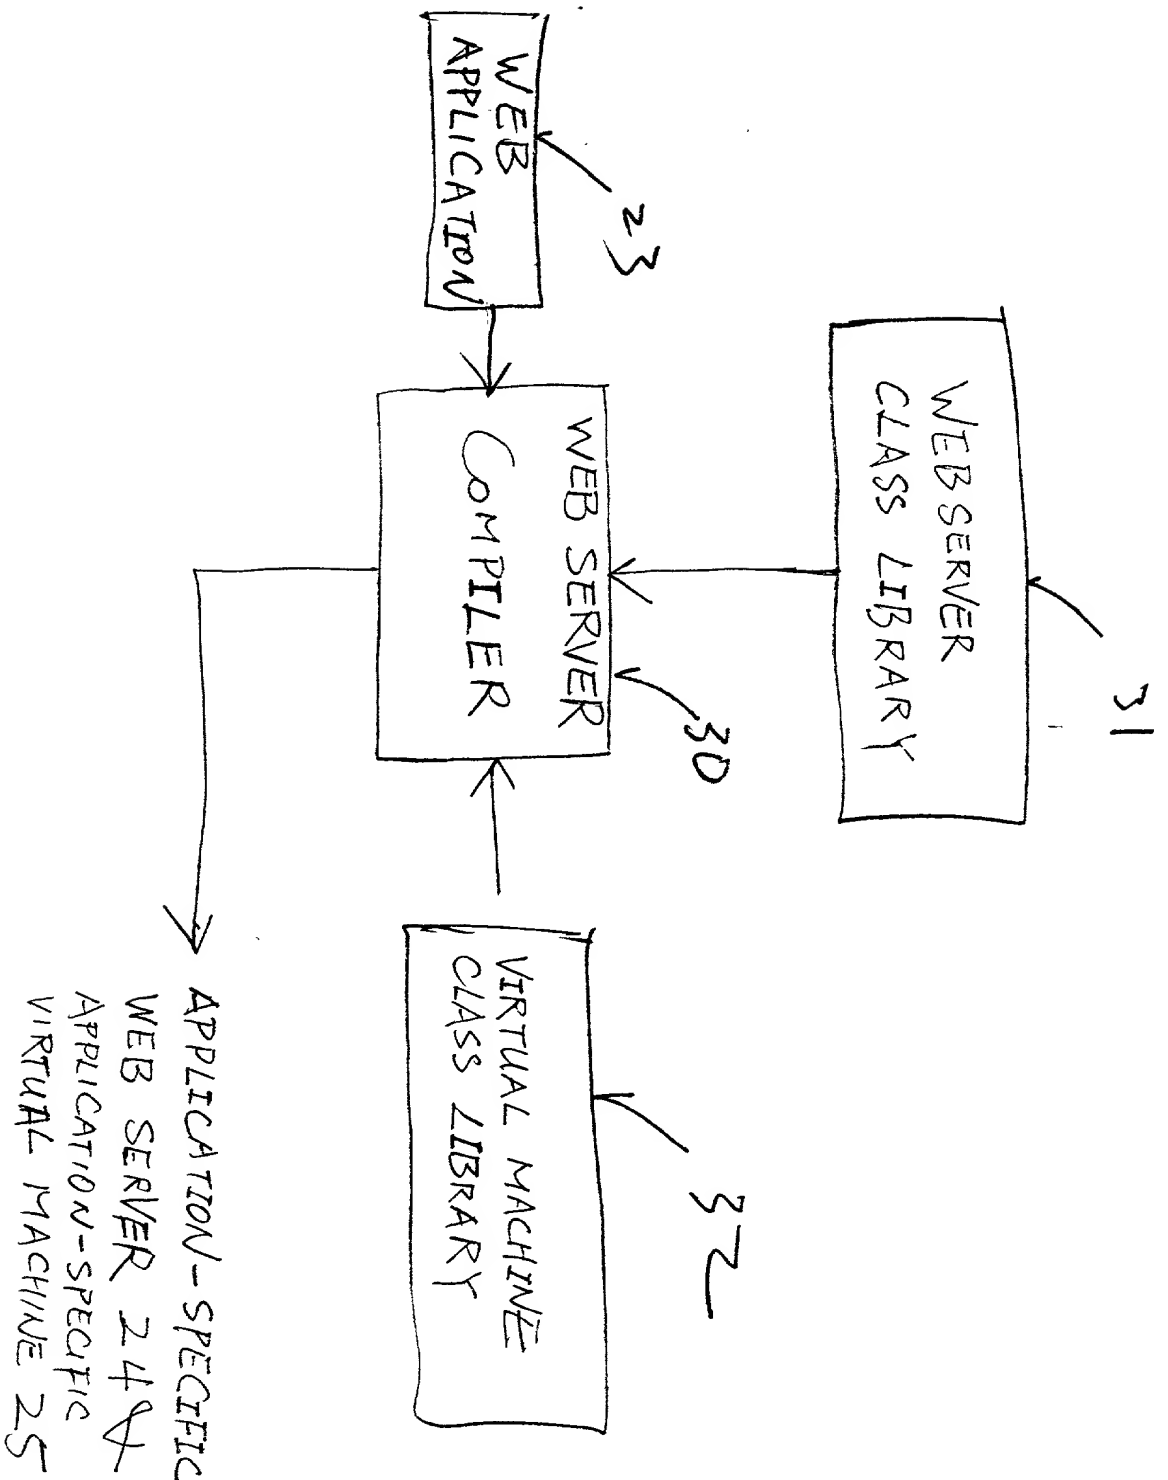 31
WEB SERVER
CLASS LIBRARY
23
WEB
APPLICATION
30
WEB SERVER
COMPILER
32
VIRTUAL MACHINE
CLASS LIBRARY
APPLICATION-SPECIFIC
WEB SERVER 24 &
APPLICATION-SPECIFIC
VIRTUAL MACHINE 25